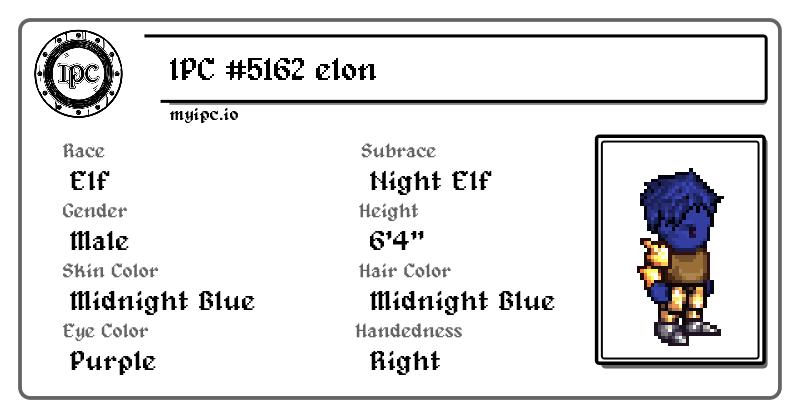 IPC
IPC #5162 elon
myipc.io
Race
Elf
Subrace
Night Elf
Gender
Male
Height
6'4"
Skin Color
Midnight Blue
Hair Color
Midnight Blue
Eye Color
Purple
Handedness
Right